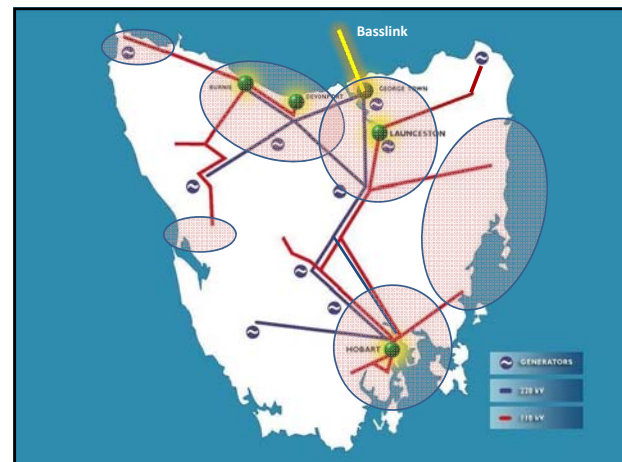 Basslink
BURNIE
DEVONPORT
GEORGE TOWN
LAUNCESTON
HOBART
GENERATORS
220 kV
110 kV